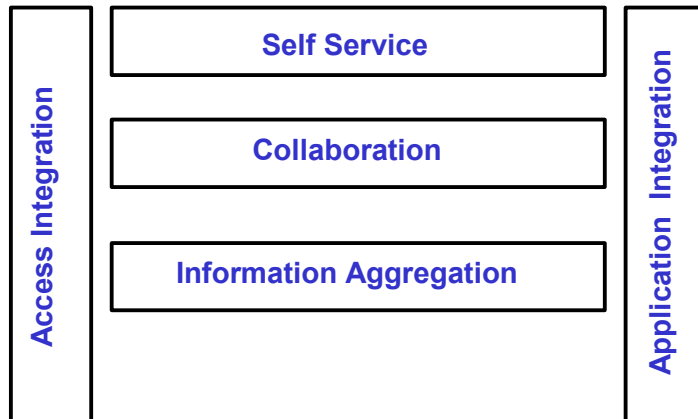 Access Integration
Self Service
Collaboration
Information Aggregation
Application Integration